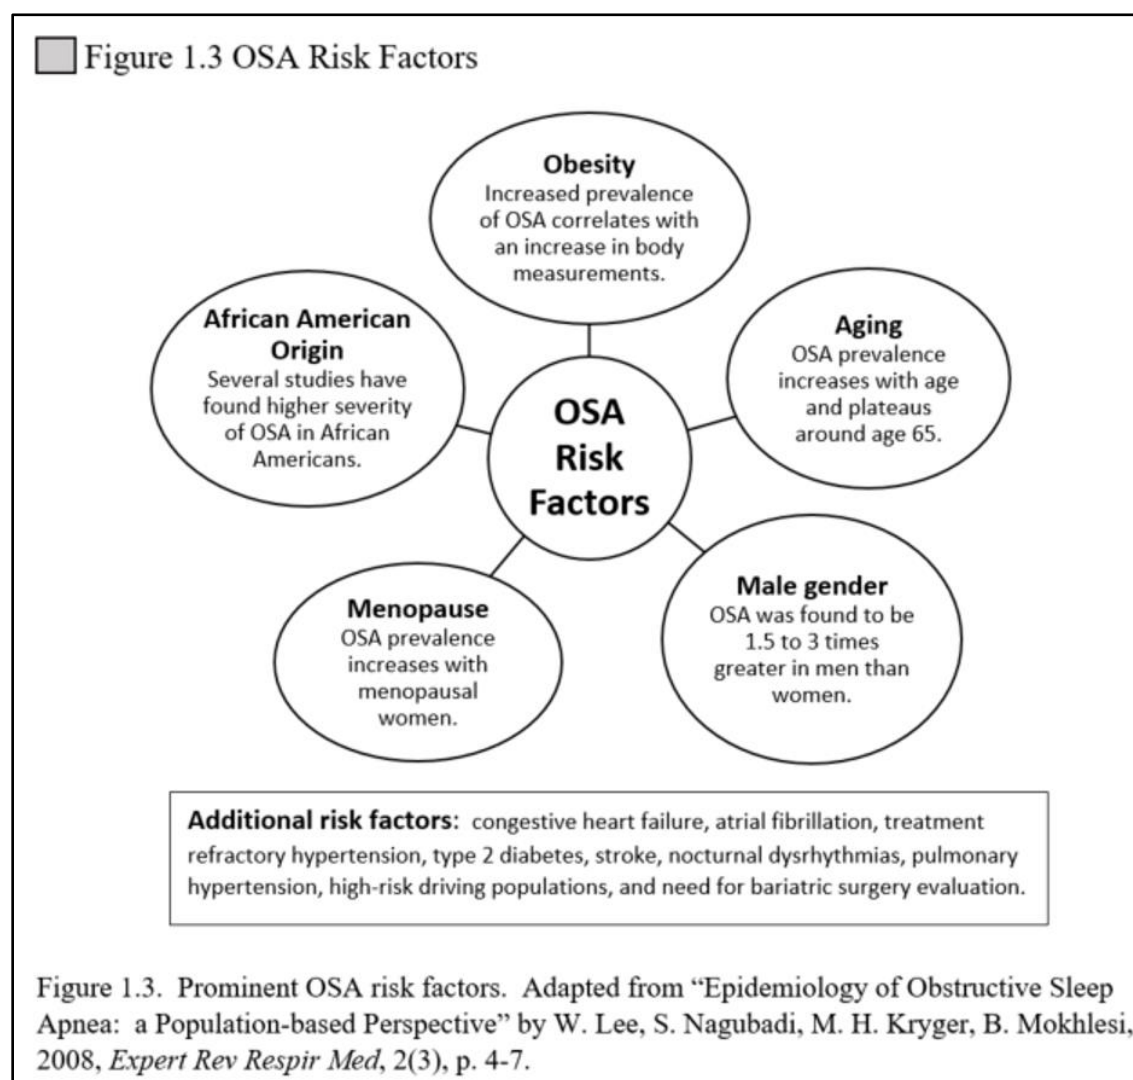 Figure 1.3 OSA Risk Factors
Obesity
Increased prevalence
of OSA correlates with
an increase in body
measurements.
African American
Origin
Several studies have
found higher severity
of OSA in African
Americans.
Aging
OSA prevalence
increases with age
and plateaus
around age 65.
OSA
Risk
Factors
Menopause
OSA prevalence
increases with
menopausal
women.
Male gender
OSA was found to be
1.5 to 3 times
greater in men than
women.
Additional risk factors: congestive heart failure, atrial fibrillation, treatment
refractory hypertension, type 2 diabetes, stroke, nocturnal dysrhythmias, pulmonary
hypertension, high-risk driving populations, and need for bariatric surgery evaluation.
Figure 1.3. Prominent OSA risk factors. Adapted from “Epidemiology of Obstructive Sleep
Apnea: a Population-based Perspective” by W. Lee, S. Nagubadi, M. H. Kryger, B. Mokhlesi,
2008, Expert Rev Respir Med, 2(3), p. 4-7.